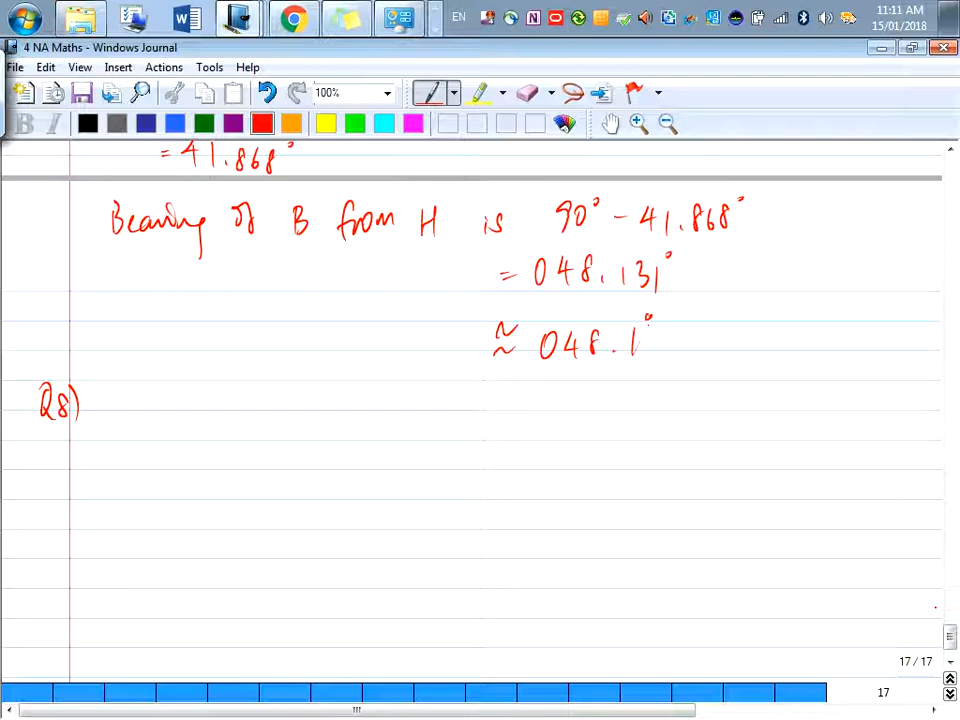 EN
11:11 AM
15/01/2018
4 NA Maths - Windows Journal
File Edit View Insert Actions Tools Help
100%
B I
= 41.868°
Bearing of B from H is 90° - 41.868°
= 048.131°
≈ 048.1°
Q8)
17 / 17
17